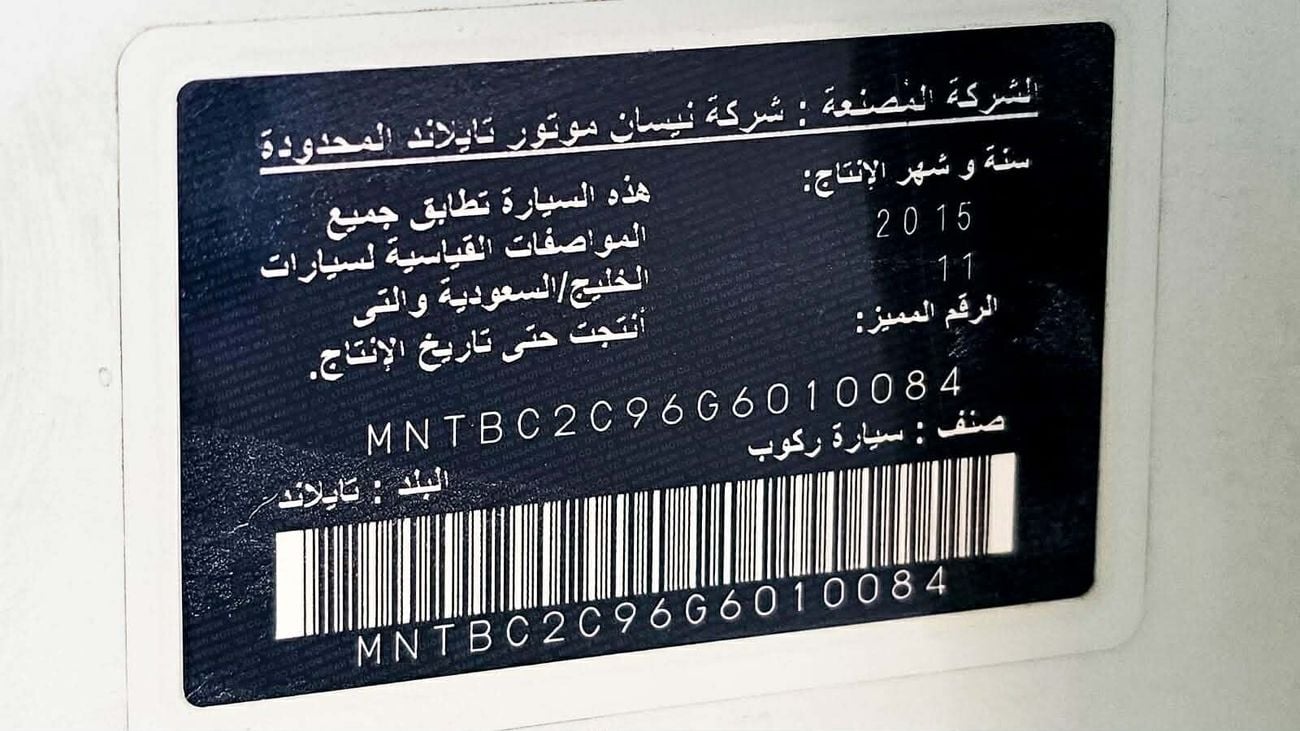 الشركة المصنعة : شركة نيسان موتور تايلاند المحدودة
سنة و شهر الإنتاج:
2015
11
هذه السيارة تطابق جميع
المواصفات القياسية لسيارات
الخليج/السعودية والتى
أنتجت حتى تاريخ الإنتاج.
الرقم المميز:
MNTBC2C96G6010084
صنف : سيارة ركوب
البلد : تايلاند
MNTBC2C96G6010084